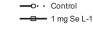 Control
1 mg Se L-1